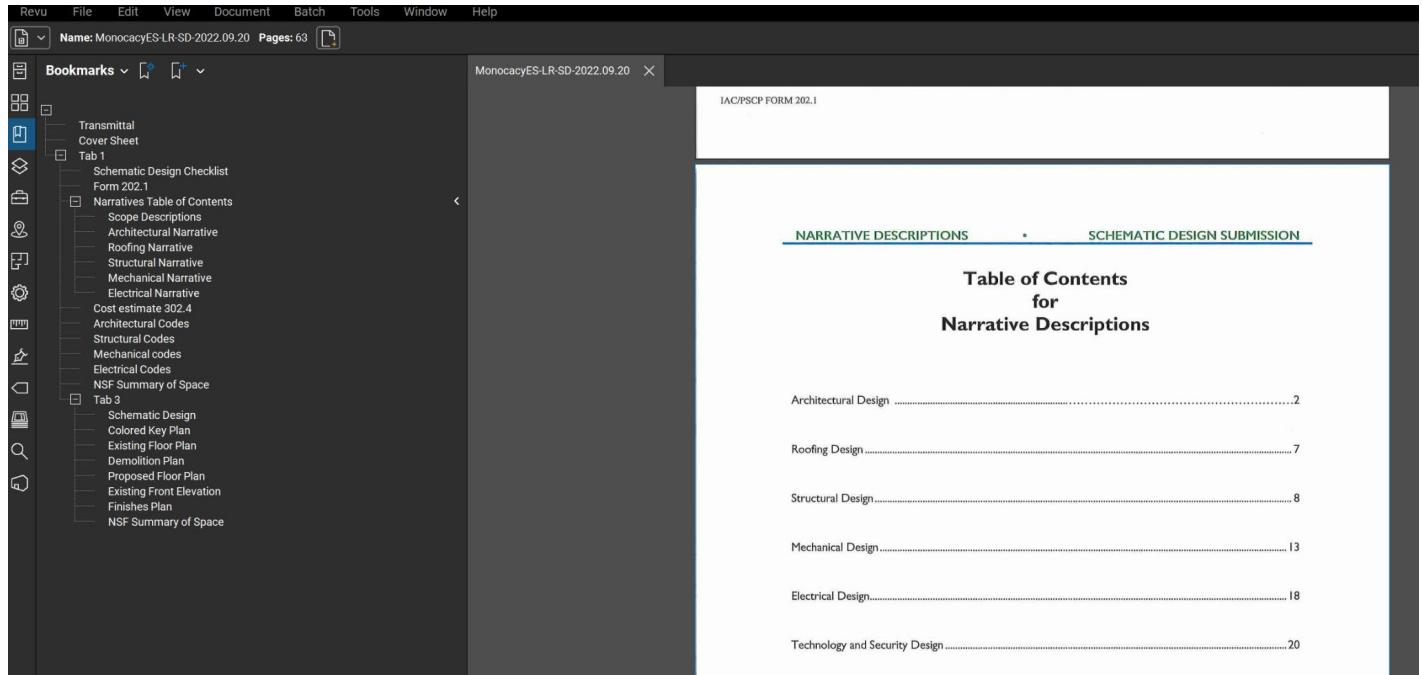 Revu File Edit View Document Batch Tools Window Help
Name: MonocacyES-LR-SD-2022.09.20 Pages: 63
Bookmarks
MonocacyES-LR-SD-2022.09.20
Transmittal
Cover Sheet
Tab 1
Schematic Design Checklist
Form 202.1
Narratives Table of Contents
Scope Descriptions
Architectural Narrative
Roofing Narrative
Structural Narrative
Mechanical Narrative
Electrical Narrative
Cost estimate 302.4
Architectural Codes
Structural Codes
Mechanical codes
Electrical Codes
NSF Summary of Space
Tab 3
Schematic Design
Colored Key Plan
Existing Floor Plan
Demolition Plan
Proposed Floor Plan
Existing Front Elevation
Finishes Plan
NSF Summary of Space
IAC/PSCP FORM 202.1
NARRATIVE DESCRIPTIONS • SCHEMATIC DESIGN SUBMISSION
Table of Contents
for
Narrative Descriptions
Architectural Design ........ 2
Roofing Design ........ 7
Structural Design ........ 8
Mechanical Design ........ 13
Electrical Design ........ 18
Technology and Security Design ........ 20